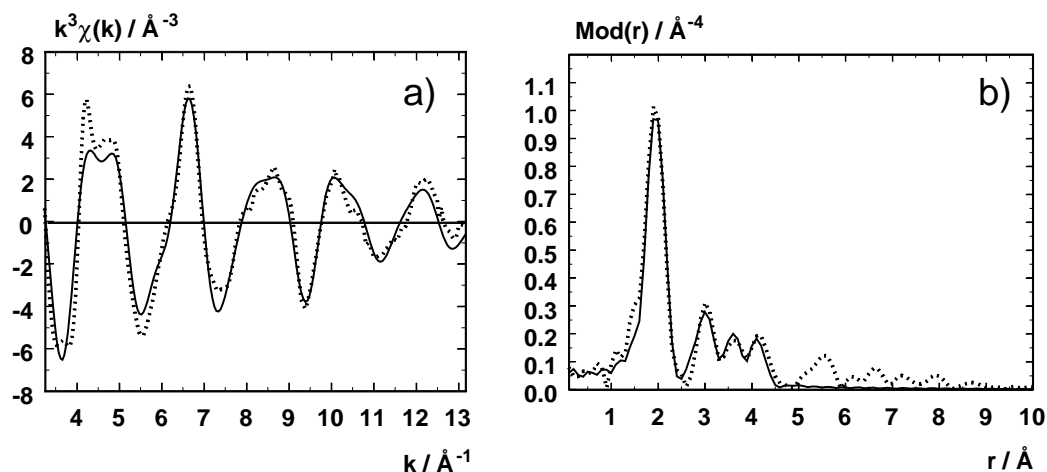 k³χ(k) / Å⁻³
a)
8
6
4
2
0
-2
-4
-6
-8
4 5 6 7 8 9 10 11 12 13
k / Å⁻¹
Mod(r) / Å⁻⁴
b)
1.1
1.0
0.9
0.8
0.7
0.6
0.5
0.4
0.3
0.2
0.1
0.0
1 2 3 4 5 6 7 8 9 10
r / Å